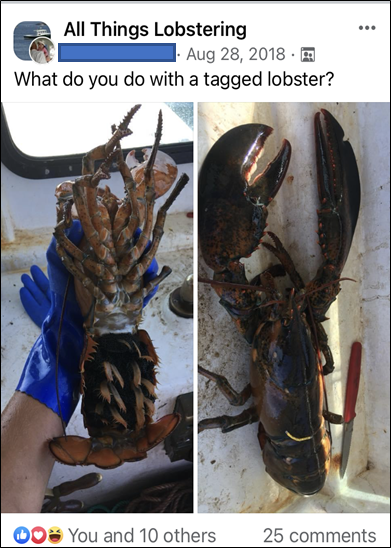 All Things Lobstering
· Aug 28, 2018 ·
What do you do with a tagged lobster?
You and 10 others 25 comments